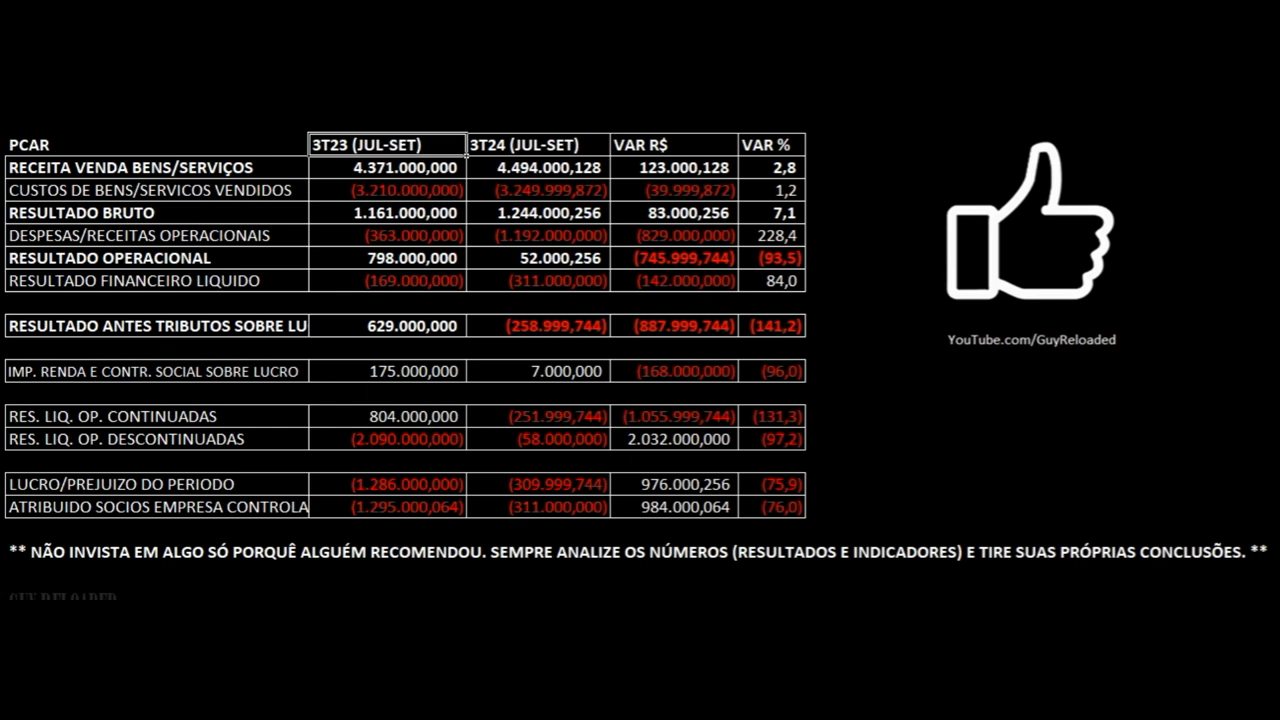 PCAR 3T23 (JUL-SET) 3T24 (JUL-SET) VAR R$ VAR %
RECEITA VENDA BENS/SERVIÇOS 4.371.000,000 4.494.000,128 123.000,128 2,8
CUSTOS DE BENS/SERVICOS VENDIDOS (3.210.000,000) (3.249.999,872) (39.999,872) 1,2
RESULTADO BRUTO 1.161.000,000 1.244.000,256 83.000,256 7,1
DESPESAS/RECEITAS OPERACIONAIS (363.000,000) (1.192.000,000) (829.000,000) 228,4
RESULTADO OPERACIONAL 798.000,000 52.000,256 (745.999,744) (93,5)
RESULTADO FINANCEIRO LIQUIDO (169.000,000) (311.000,000) (142.000,000) 84,0
RESULTADO ANTES TRIBUTOS SOBRE LU 629.000,000 (258.999,744) (887.999,744) (141,2)
IMP. RENDA E CONTR. SOCIAL SOBRE LUCRO 175.000,000 7.000,000 (168.000,000) (96,0)
RES. LIQ. OP. CONTINUADAS 804.000,000 (251.999,744) (1.055.999,744) (131,3)
RES. LIQ. OP. DESCONTINUADAS (2.090.000,000) (58.000,000) 2.032.000,000 (97,2)
LUCRO/PREJUIZO DO PERIODO (1.286.000,000) (309.999,744) 976.000,256 (75,9)
ATRIBUIDO SOCIOS EMPRESA CONTROLA (1.295.000,064) (311.000,000) 984.000,064 (76,0)
YouTube.com/GuyReloaded
** NÃO INVISTA EM ALGO SÓ PORQUÊ ALGUÉM RECOMENDOU. SEMPRE ANALIZE OS NÚMEROS (RESULTADOS E INDICADORES) E TIRE SUAS PRÓPRIAS CONCLUSÕES. **
GUY RELOADED